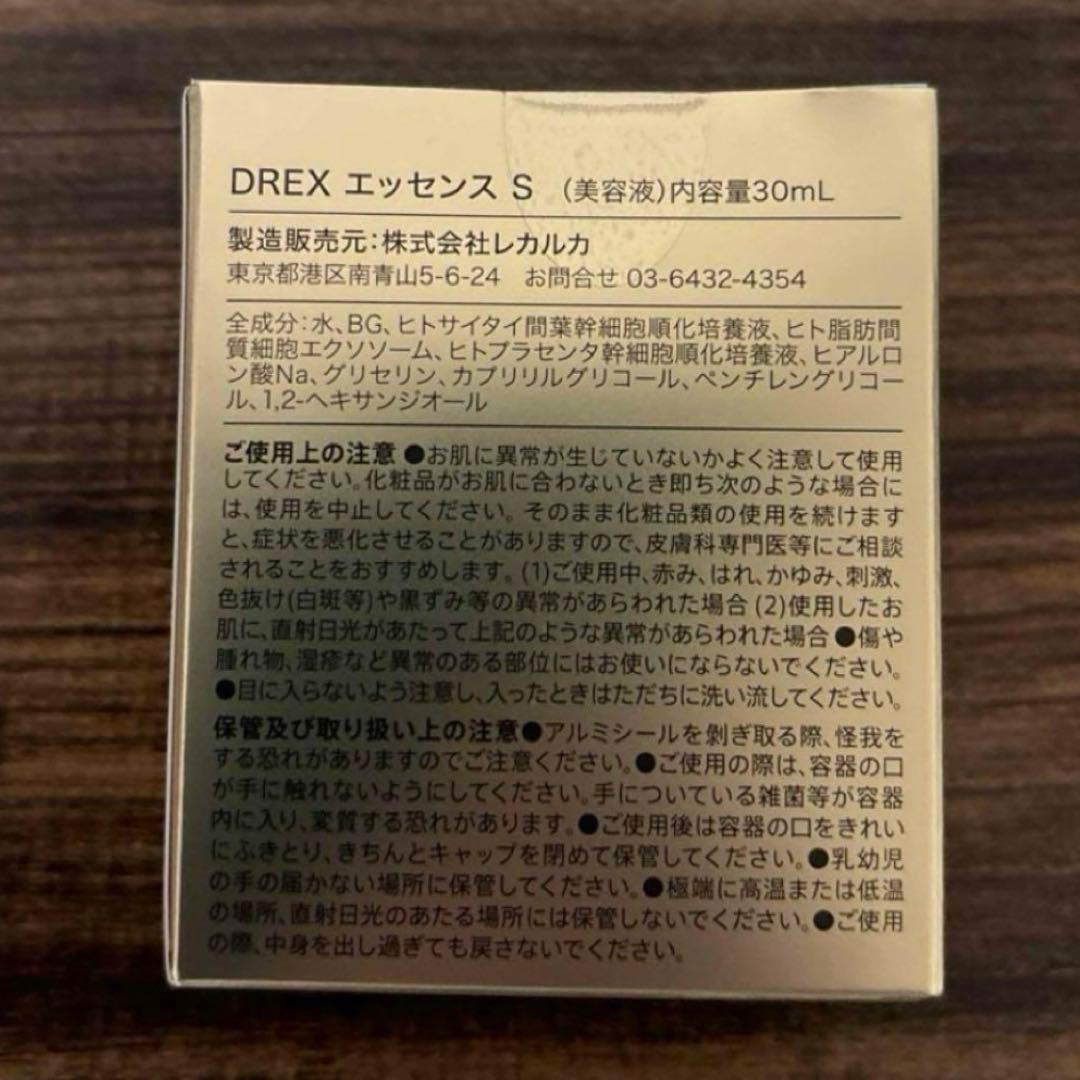 DREX エッセンス S （美容液）内容量30mL
製造販売元：株式会社レカルカ
東京都港区南青山5-6-24 お問合せ 03-6432-4354
全成分：水、BG、ヒトサイタイ間葉幹細胞順化培養液、ヒト脂肪間
質細胞エクソソーム、ヒトプラセンタ幹細胞順化培養液、ヒアルロ
ン酸Na、グリセリン、カプリリルグリコール、ペンチレングリコー
ル、1,2-ヘキサンジオール
ご使用上の注意 ●お肌に異常が生じていないかよく注意して使用
してください。化粧品がお肌に合わないとき即ち次のような場合に
は、使用を中止してください。そのまま化粧品類の使用を続けます
と、症状を悪化させることがありますので、皮膚科専門医等にご相談
されることをおすすめします。(1)ご使用中、赤み、はれ、かゆみ、刺激、
色抜け(白斑等)や黒ずみ等の異常があらわれた場合 (2)使用したお
肌に、直射日光があたって上記のような異常があらわれた場合 ●傷や
腫れ物、湿疹など異常のある部位にはお使いにならないでください。
●目に入らないよう注意し、入ったときはただちに洗い流してください。
保管及び取り扱い上の注意●アルミシールを剥ぎ取る際、怪我を
する恐れがありますのでご注意ください。●ご使用の際は、容器の口
が手に触れないようにしてください。手についている雑菌等が容器
内に入り、変質する恐れがあります。●ご使用後は容器の口をきれい
にふきとり、きちんとキャップを閉めて保管してください。●乳幼児
の手の届かない場所に保管してください。●極端に高温または低温
の場所、直射日光のあたる場所には保管しないでください。●ご使用
の際、中身を出し過ぎても戻さないでください。